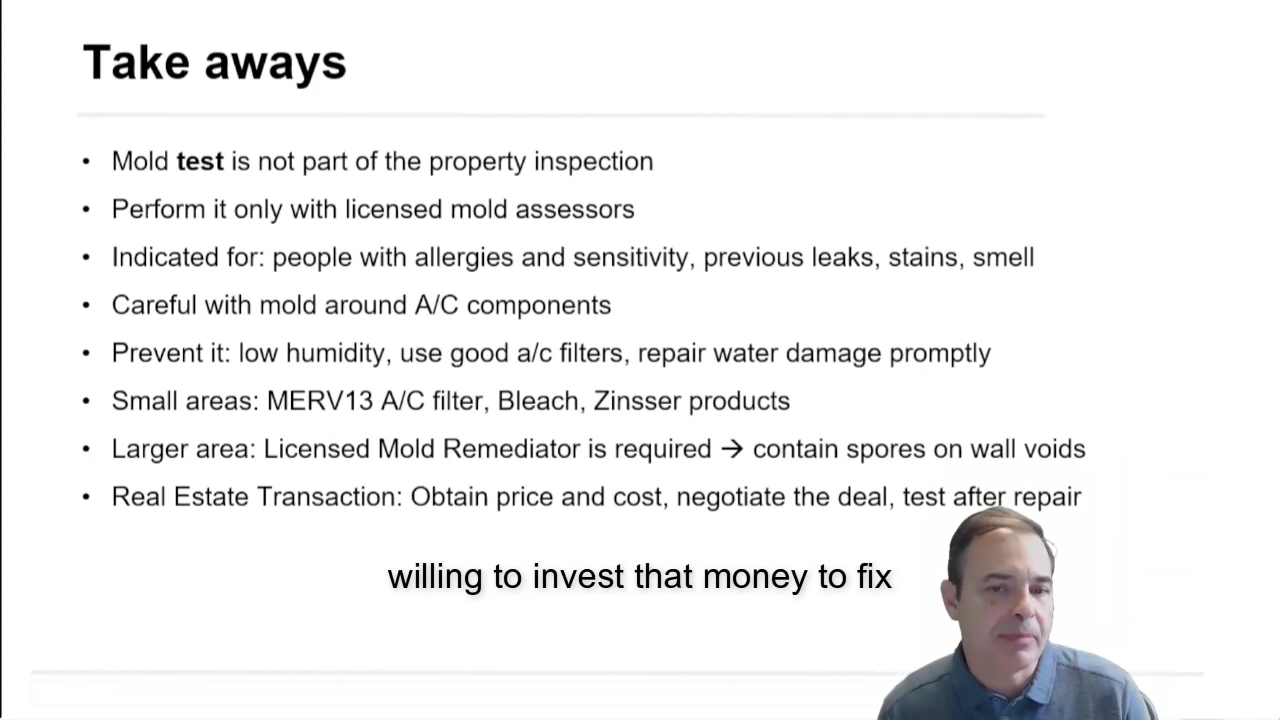 Take aways
• Mold test is not part of the property inspection
• Perform it only with licensed mold assessors
• Indicated for: people with allergies and sensitivity, previous leaks, stains, smell
• Careful with mold around A/C components
• Prevent it: low humidity, use good a/c filters, repair water damage promptly
• Small areas: MERV13 A/C filter, Bleach, Zinsser products
• Larger area: Licensed Mold Remediator is required → contain spores on wall voids
• Real Estate Transaction: Obtain price and cost, negotiate the deal, test after repair
willing to invest that money to fix